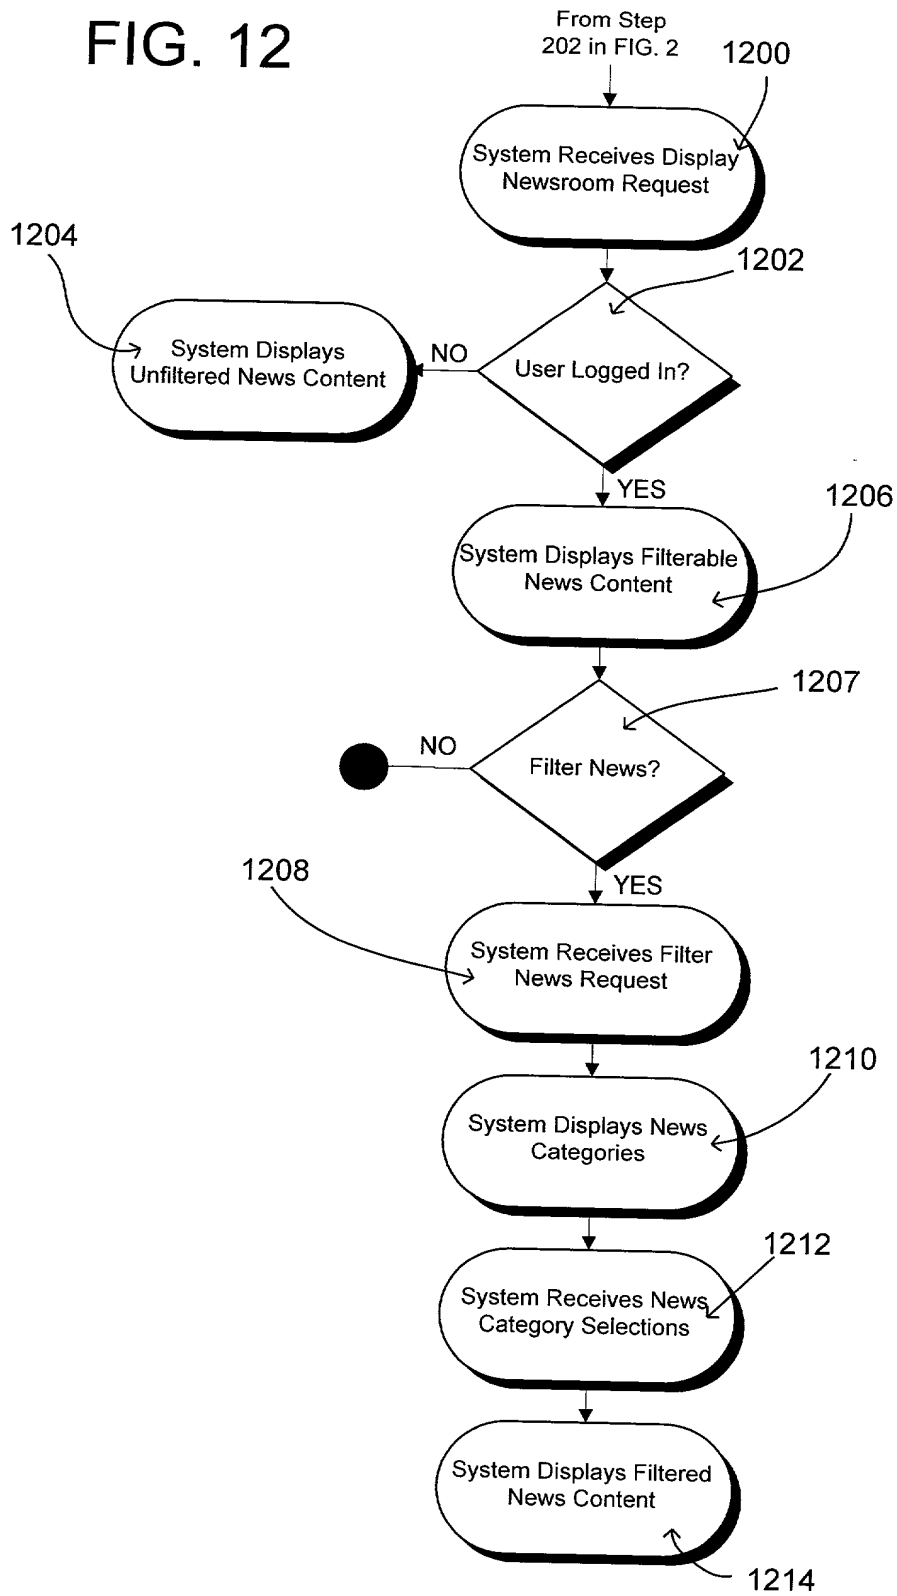 FIG. 12
From Step
202 in FIG. 2
1200
System Receives Display
Newsroom Request
1204
1202
System Displays
Unfiltered News Content
NO
User Logged In?
YES
1206
System Displays Filterable
News Content
1207
NO
Filter News?
1208
YES
System Receives Filter
News Request
1210
System Displays News
Categories
1212
System Receives News
Category Selections
System Displays Filtered
News Content
1214